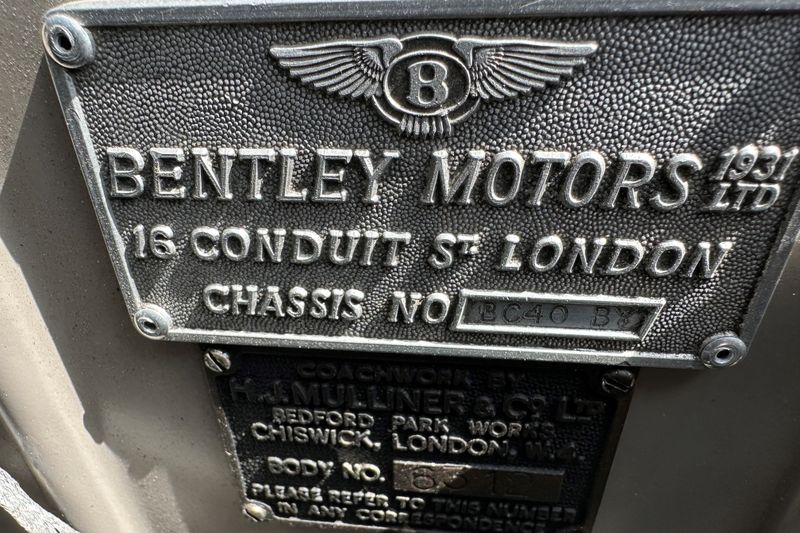 B
BENTLEY MOTORS 1931 LTD
16 CONDUIT ST. LONDON
CHASSIS NO BC40 BY
COACHWORK BY
H.J. MULLINER & CO. LTD
BEDFORD PARK WORKS,
CHISWICK, LONDON, W.4.
BODY NO.
PLEASE REFER TO THIS NUMBER
IN ANY CORRESPONDENCE